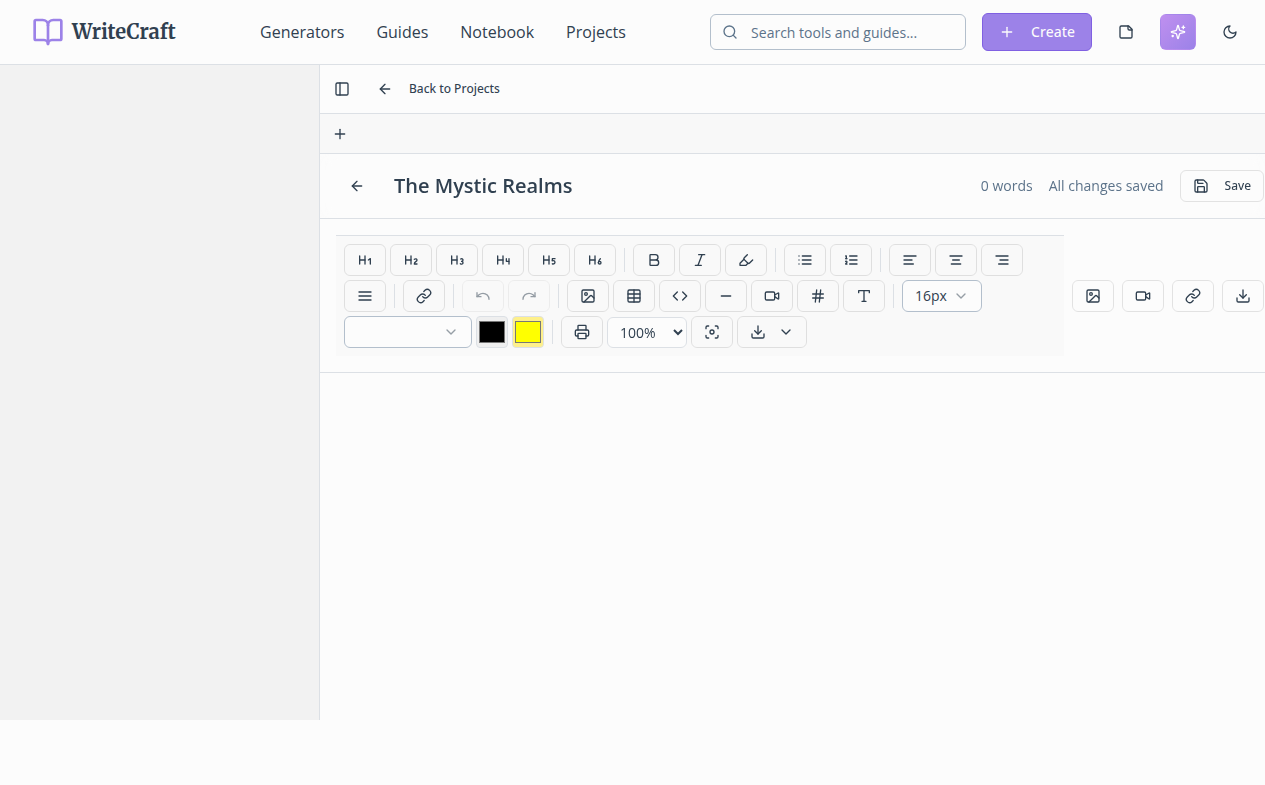 WriteCraft
Generators Guides Notebook Projects
Search tools and guides...
Create
Back to Projects
The Mystic Realms
0 words All changes saved Save
H1 H2 H3 H4 H5 H6 B I
16px
100%